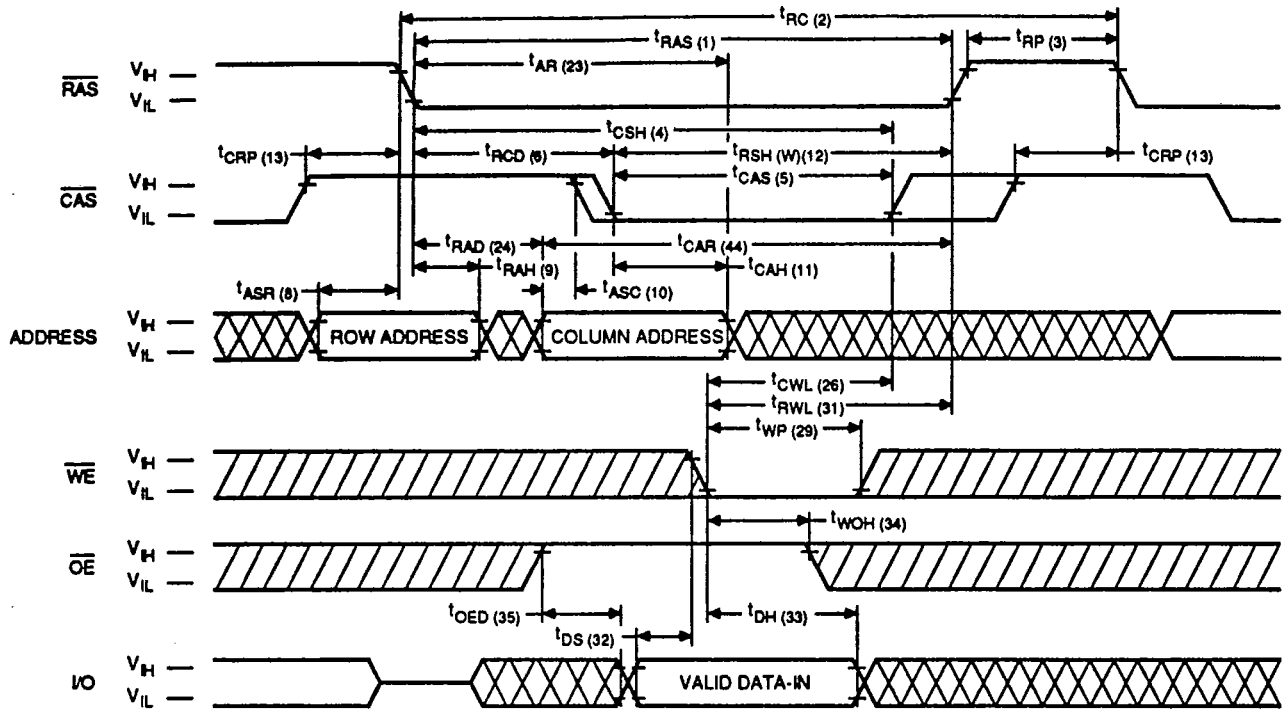 tRC (2)
tRAS (1)
tRP (3)
tAR (23)
RAS
VIH
VIL
tCSH (4)
tCRP (13)
tRCD (6)
tRSH (W)(12)
tCRP (13)
tCAS (5)
CAS
VIH
VIL
tRAD (24)
tCAR (44)
tRAH (9)
tCAH (11)
tASR (8)
tASC (10)
ADDRESS
VIH
VIL
ROW ADDRESS
COLUMN ADDRESS
tCWL (26)
tRWL (31)
tWP (29)
WE
VIH
VIL
tWOH (34)
OE
VIH
VIL
tOED (35)
tDH (33)
tDS (32)
I/O
VIH
VIL
VALID DATA-IN